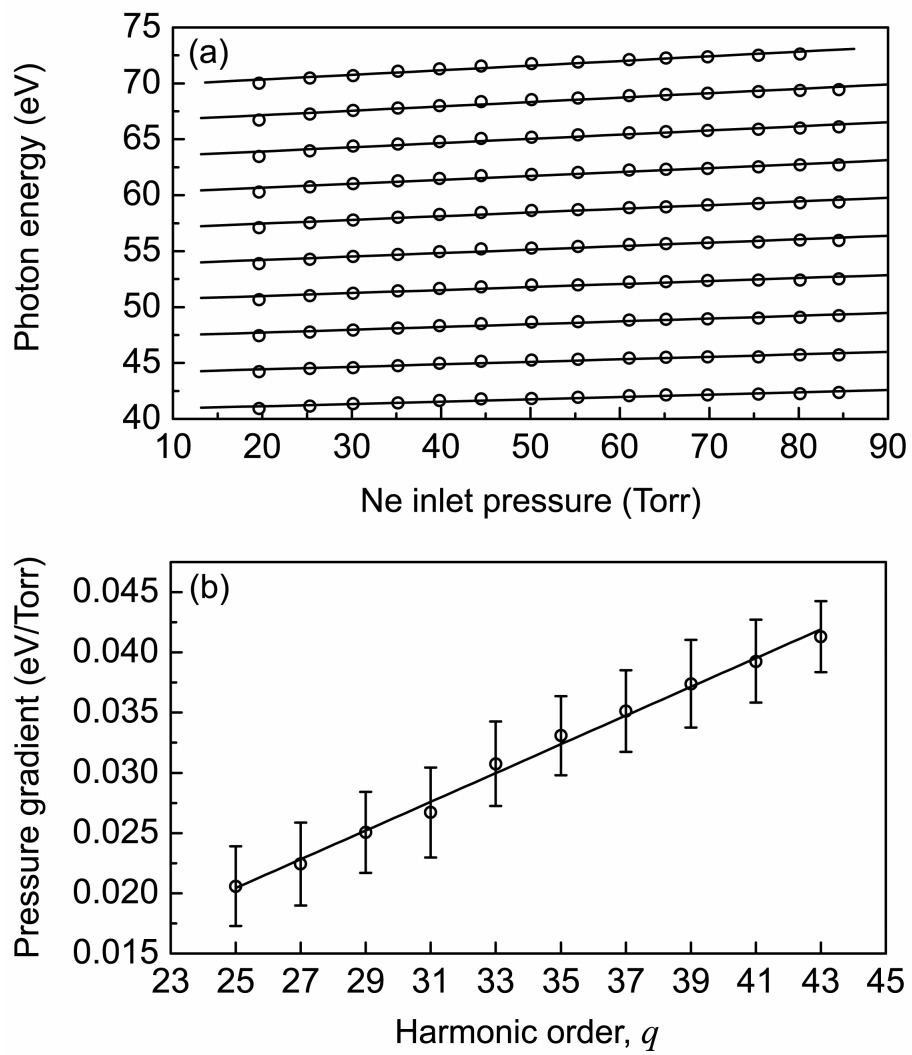 75
(a)
70
65
60
55
50
45
40
Photon energy (eV)
10 20 30 40 50 60 70 80 90
Ne inlet pressure (Torr)
(b)
0.045
0.040
0.035
0.030
0.025
0.020
0.015
Pressure gradient (eV/Torr)
23 25 27 29 31 33 35 37 39 41 43 45
Harmonic order, q